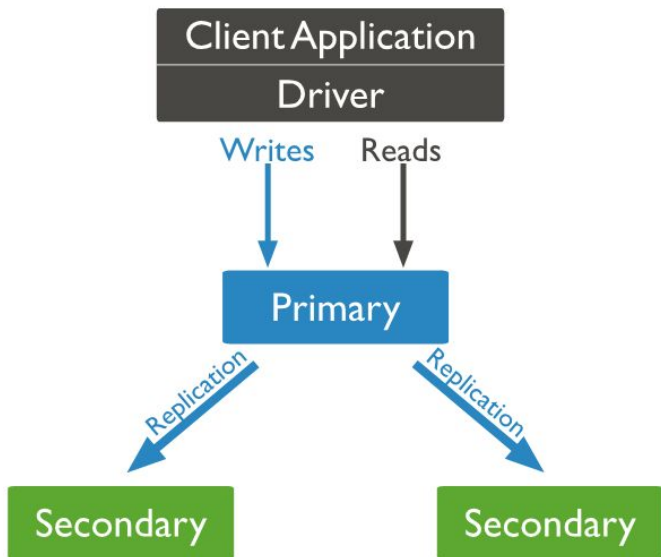 Client Application
Driver
Writes Reads
Primary
Replication Replication
Secondary Secondary